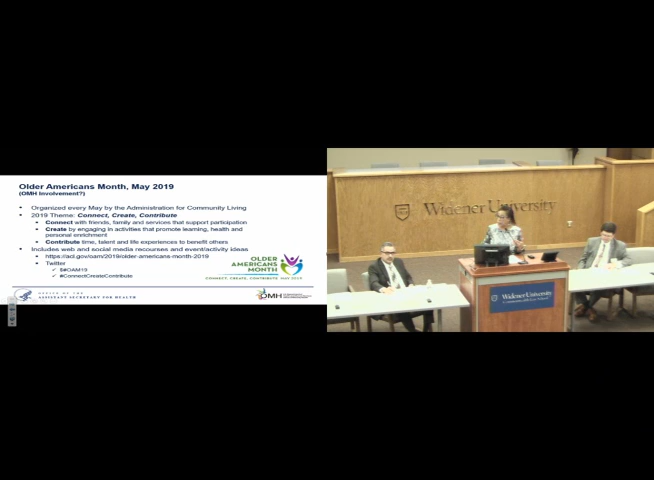 Older Americans Month, May 2019
(OMH Involvement?)
Organized every May by the Administration for Community Living
2019 Theme: Connect, Create, Contribute
Connect with friends, family and services that support participation
Create by engaging in activities that promote learning, health and
personal enrichment
Contribute time, talent and life experiences to benefit others
Includes web and social media recourses and event/activity ideas
https://acl.gov/oam/2019/older-americans-month-2019
Twitter
#OAM19
#ConnectCreateContribute
OLDER
AMERICANS
MONTH
CONNECT, CREATE, CONTRIBUTE MAY 2019
OFFICE OF THE
ASSISTANT SECRETARY FOR HEALTH
OMH
Widener University
Widener University